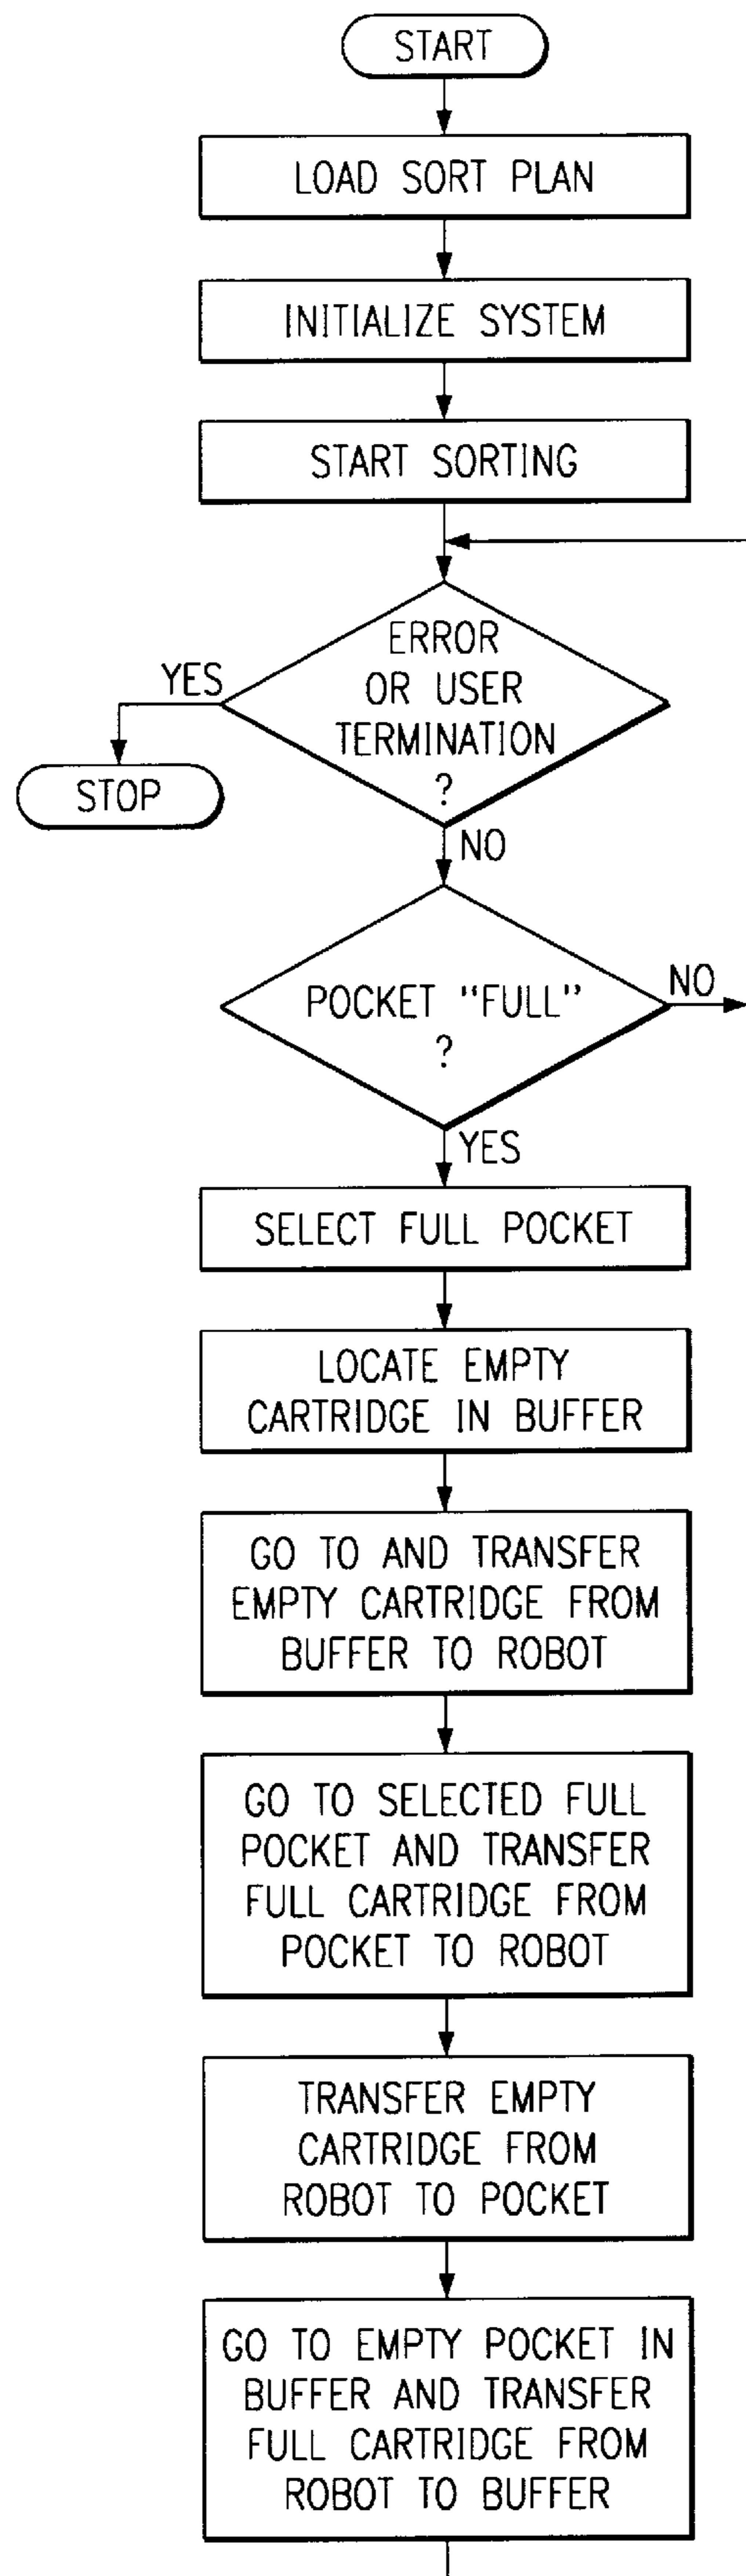 START
LOAD SORT PLAN
INITIALIZE SYSTEM
START SORTING
ERROR
OR USER
TERMINATION
?
YES
STOP
NO
POCKET "FULL"
?
NO
YES
SELECT FULL POCKET
LOCATE EMPTY
CARTRIDGE IN BUFFER
GO TO AND TRANSFER
EMPTY CARTRIDGE FROM
BUFFER TO ROBOT
GO TO SELECTED FULL
POCKET AND TRANSFER
FULL CARTRIDGE FROM
POCKET TO ROBOT
TRANSFER EMPTY
CARTRIDGE FROM
ROBOT TO POCKET
GO TO EMPTY POCKET IN
BUFFER AND TRANSFER
FULL CARTRIDGE FROM
ROBOT TO BUFFER